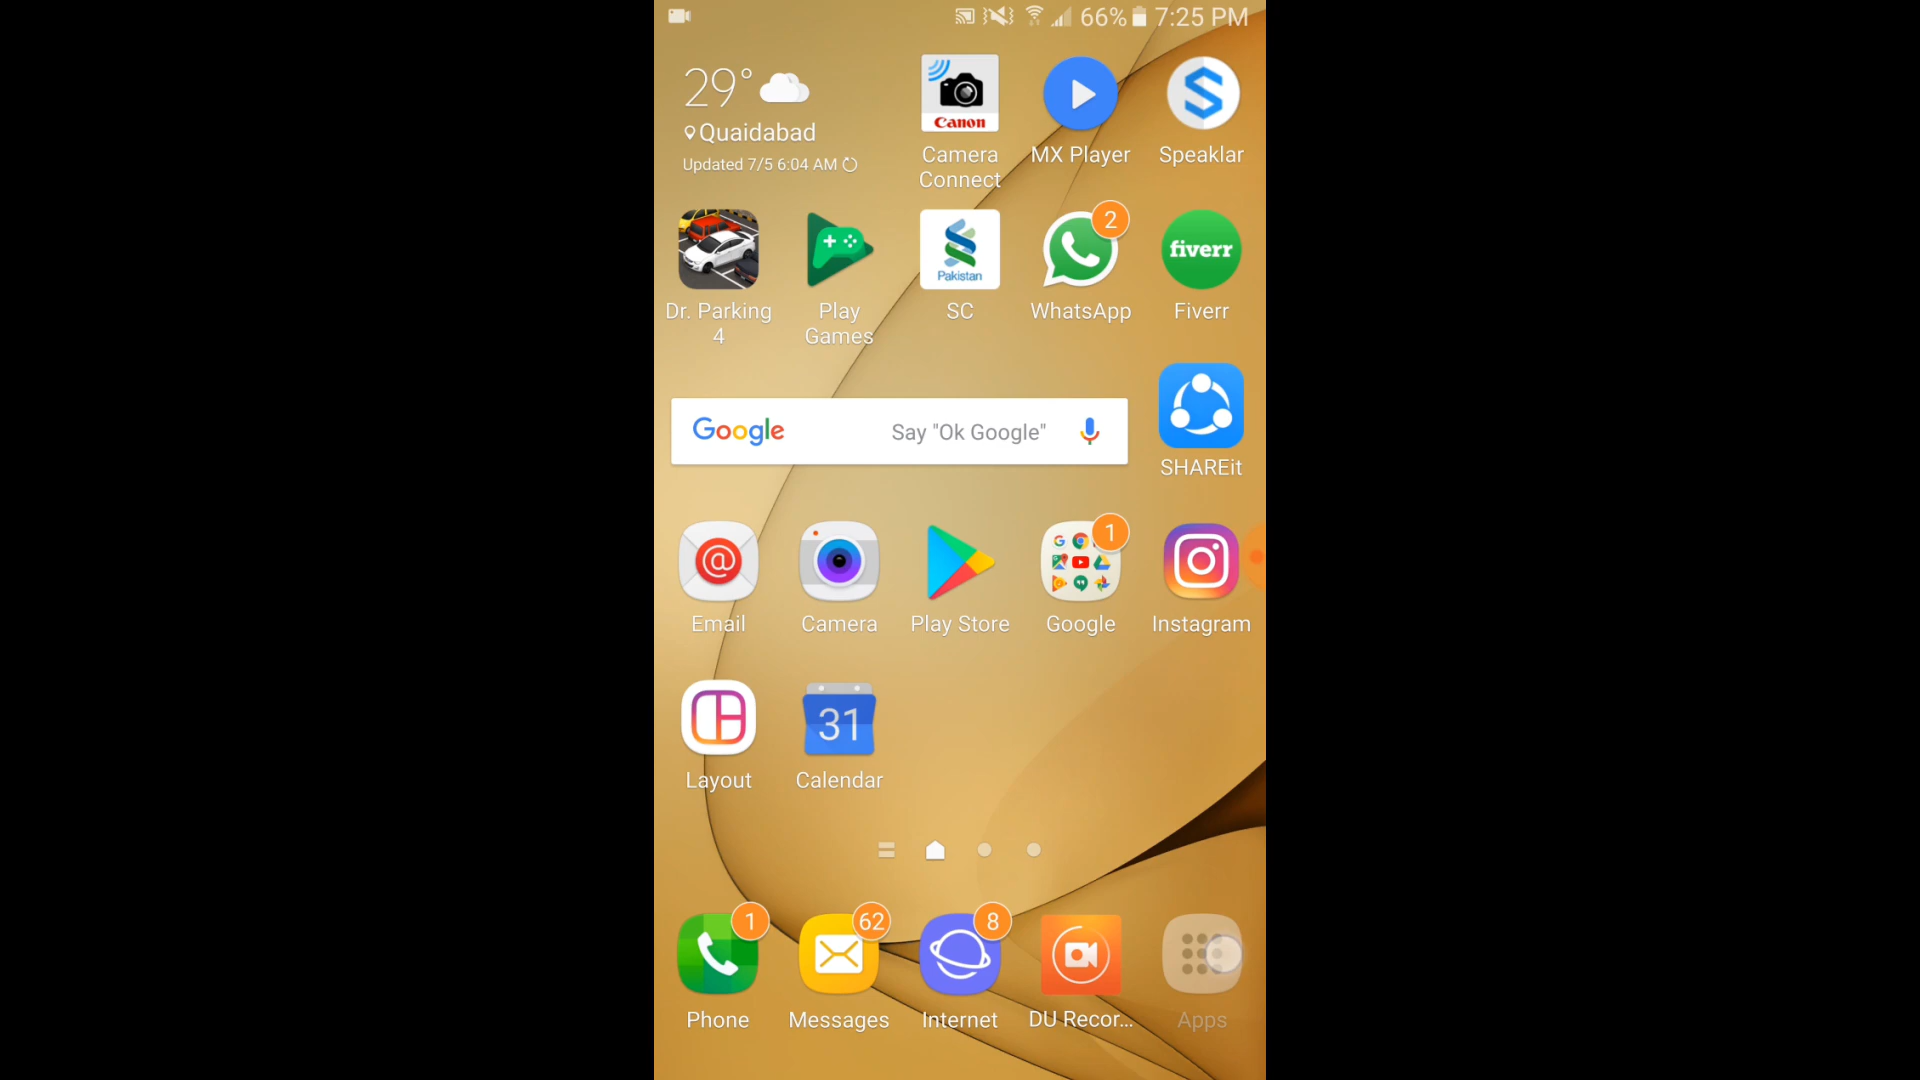 66% 7:25 PM
29°
Quaidabad
Updated 7/5 6:04 AM
Canon
Camera
Connect
MX Player
Speaklar
Dr. Parking
4
Play
Games
Pakistan
SC
2
WhatsApp
fiverr
Fiverr
Google
Say "Ok Google"
SHAREit
Email
Camera
Play Store
1
Google
Instagram
Layout
31
Calendar
1
Phone
62
Messages
8
Internet
DU Recor...
Apps